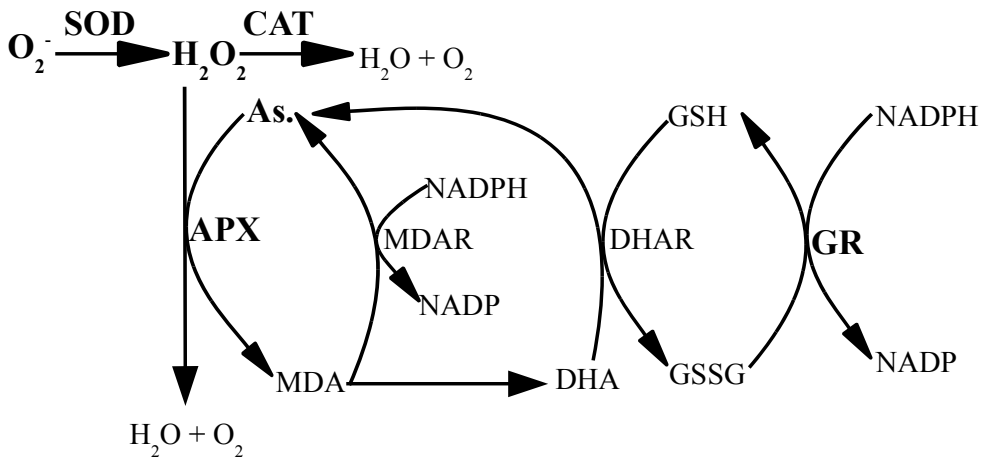 SOD CAT
O₂⁻ H₂O₂ H₂O + O₂
As. GSH NADPH
NADPH
APX MDAR DHAR GR
NADP
MDA DHA GSSG NADP
H₂O + O₂